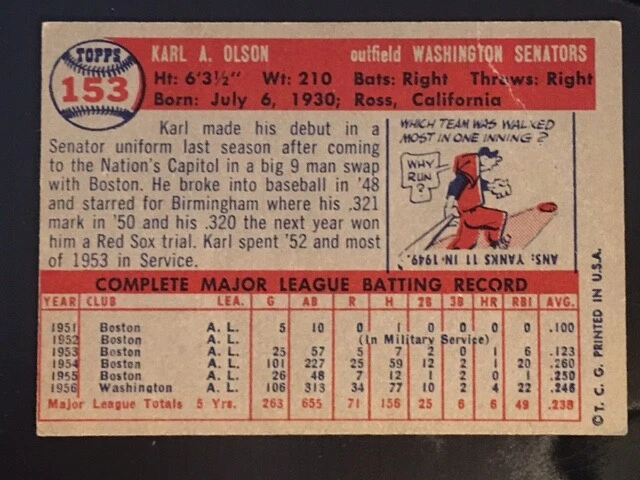 TOPPS
153
KARL A. OLSON outfield WASHINGTON SENATORS
Ht: 6'3½" Wt: 210 Bats: Right Throws: Right
Born: July 6, 1930; Ross, California
Karl made his debut in a
Senator uniform last season after coming
to the Nation's Capitol in a big 9 man swap
with Boston. He broke into baseball in '48
and starred for Birmingham where his .321
mark in '50 and his .320 the next year won
him a Red Sox trial. Karl spent '52 and most
of 1953 in Service.
WHICH TEAM WAS WALKED
MOST IN ONE INNING?
WHY
RUN
?
ANS: YANKS 11 IN 1949.
COMPLETE MAJOR LEAGUE BATTING RECORD
YEAR CLUB LEA. G AB R H 2B 3B HR RBI AVG.
1951 Boston A. L. 5 10 0 1 0 0 0 0 .100
1952 Boston A. L. (In Military Service)
1953 Boston A. L. 25 57 5 7 2 0 1 6 .123
1954 Boston A. L. 101 227 25 59 12 2 1 20 .260
1955 Boston A. L. 26 48 7 12 1 2 0 1 .250
1956 Washington A. L. 106 313 34 77 10 2 4 22 .246
Major League Totals 5 Yrs. 263 655 71 156 25 6 6 49 .238
© T. C. G. PRINTED IN U.S.A.